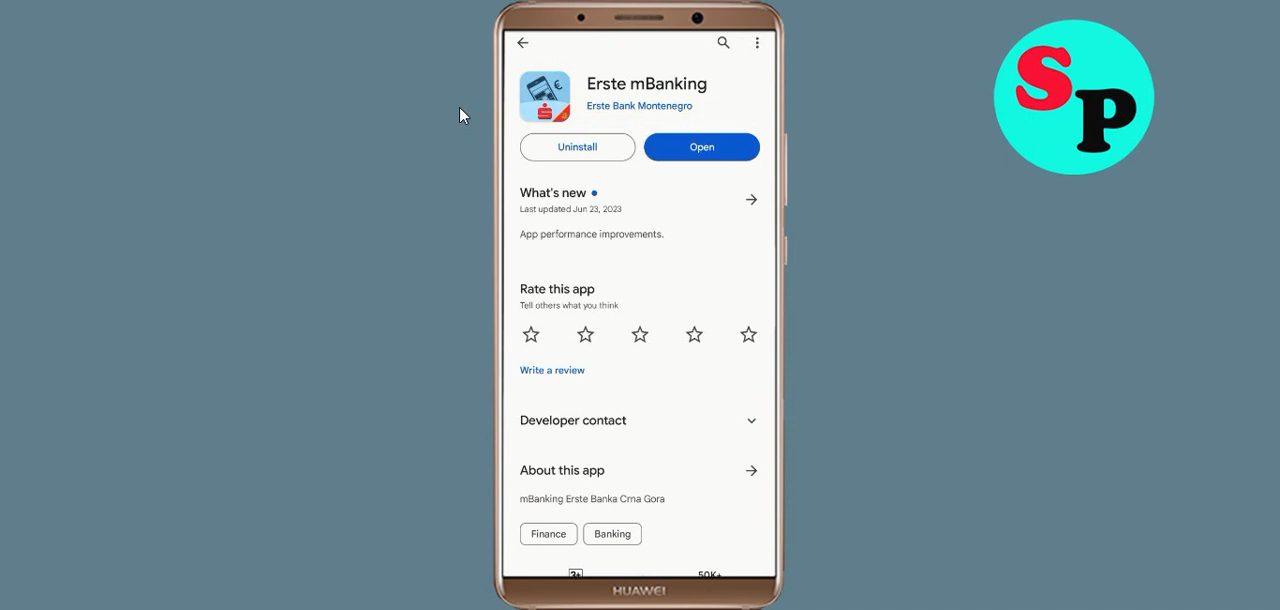 Erste mBanking
Erste Bank Montenegro
Uninstall
Open
What's new
Last updated Jun 23, 2023
App performance improvements.
Rate this app
Tell others what you think
Write a review
Developer contact
About this app
mBanking Erste Banka Crna Gora
Finance
Banking
3+
50K+
HUAWEI
SP